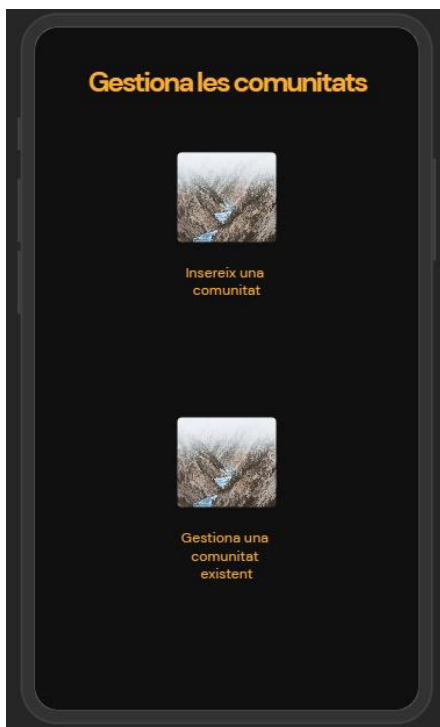 Gestiona les comunitats
Insereix una
comunitat
Gestiona una
comunitat
existent